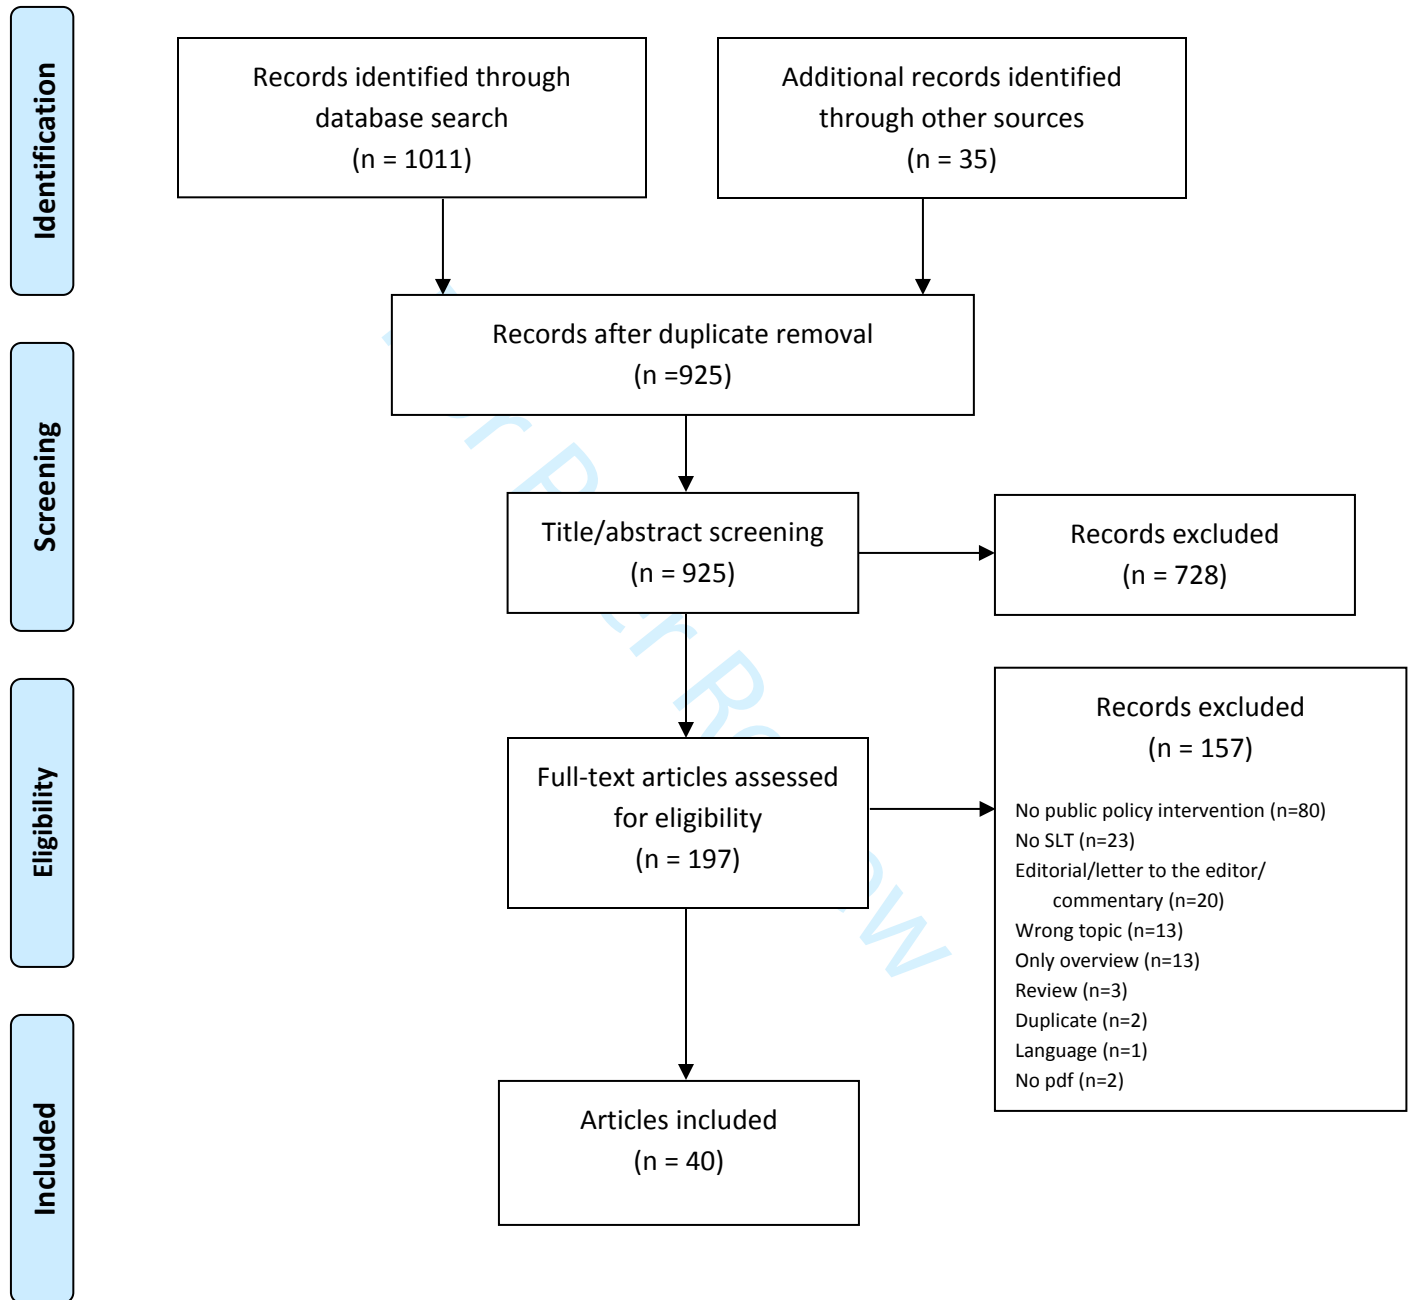 Identification
Records identified through
database search
(n = 1011)
Additional records identified
through other sources
(n = 35)
Records after duplicate removal
(n =925)
Screening
Title/abstract screening
(n = 925)
Records excluded
(n = 728)
Eligibility
Full-text articles assessed
for eligibility
(n = 197)
Records excluded
(n = 157)
No public policy intervention (n=80)
No SLT (n=23)
Editorial/letter to the editor/
commentary (n=20)
Wrong topic (n=13)
Only overview (n=13)
Review (n=3)
Duplicate (n=2)
Language (n=1)
No pdf (n=2)
Included
Articles included
(n = 40)